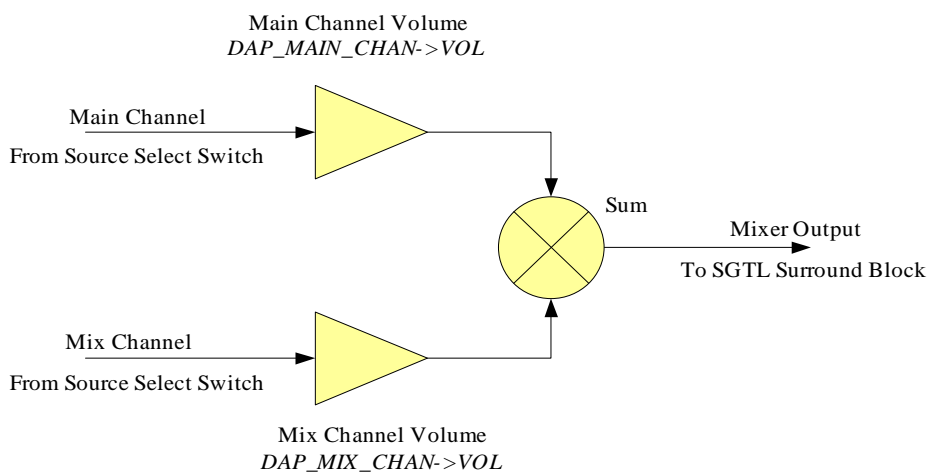 Main Channel Volume
DAP_MAIN_CHAN->VOL
Main Channel
From Source Select Switch
Sum
Mixer Output
To SGTL Surround Block
Mix Channel
From Source Select Switch
Mix Channel Volume
DAP_MIX_CHAN->VOL